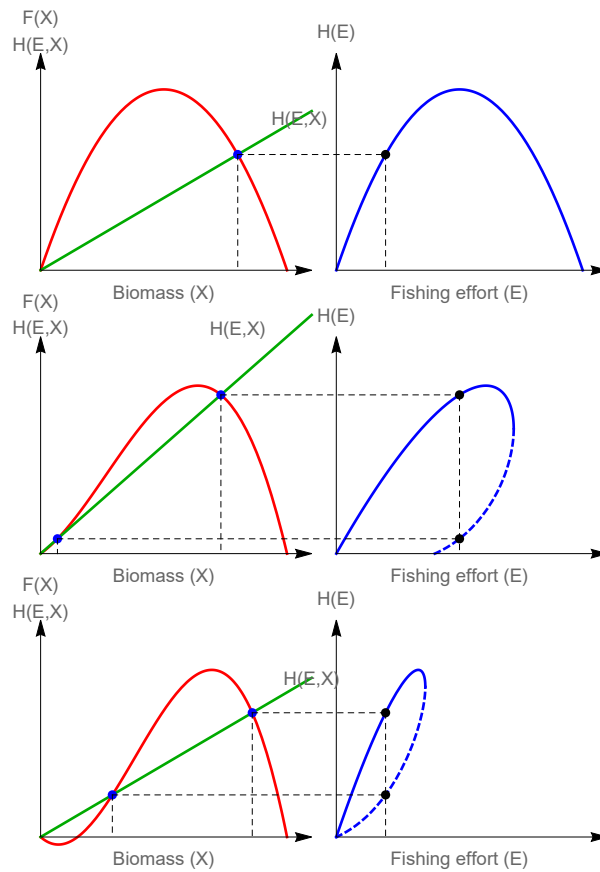 F(X)
H(E,X)
H(E)
H(E,X)
Biomass (X)
Fishing effort (E)
F(X)
H(E,X)
H(E,X)
H(E)
Biomass (X)
Fishing effort (E)
F(X)
H(E,X)
H(E)
H(E,X)
Biomass (X)
Fishing effort (E)